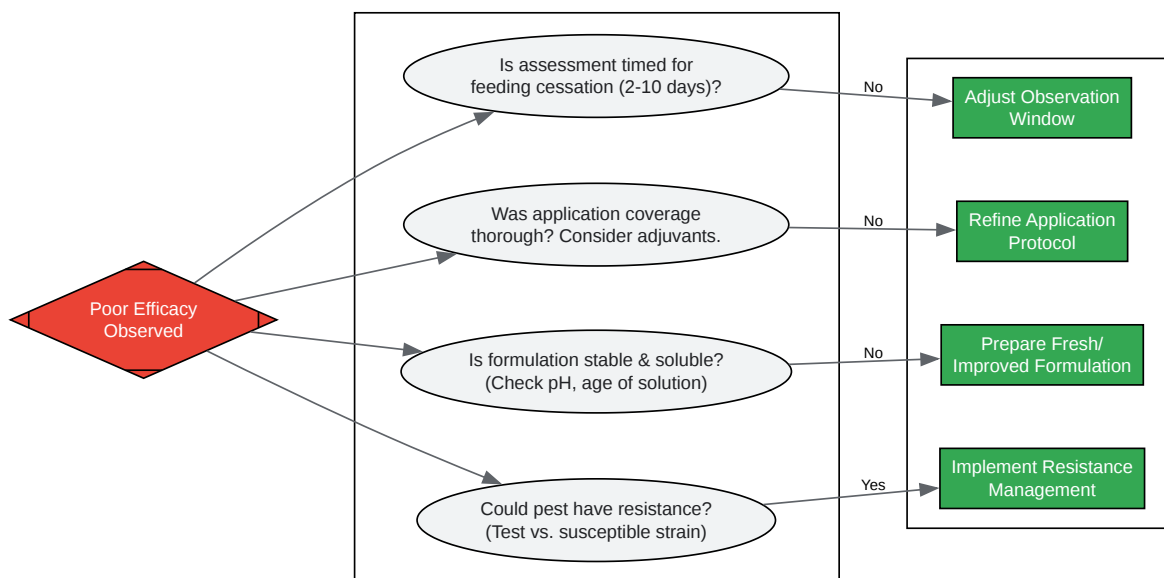 Poor Efficacy
Observed
Is assessment timed for
feeding cessation (2-10 days)?
No
Adjust Observation
Window
Was application coverage
thorough? Consider adjuvants.
No
Refine Application
Protocol
Is formulation stable & soluble?
(Check pH, age of solution)
No
Prepare Fresh/
Improved Formulation
Could pest have resistance?
(Test vs. susceptible strain)
Yes
Implement Resistance
Management